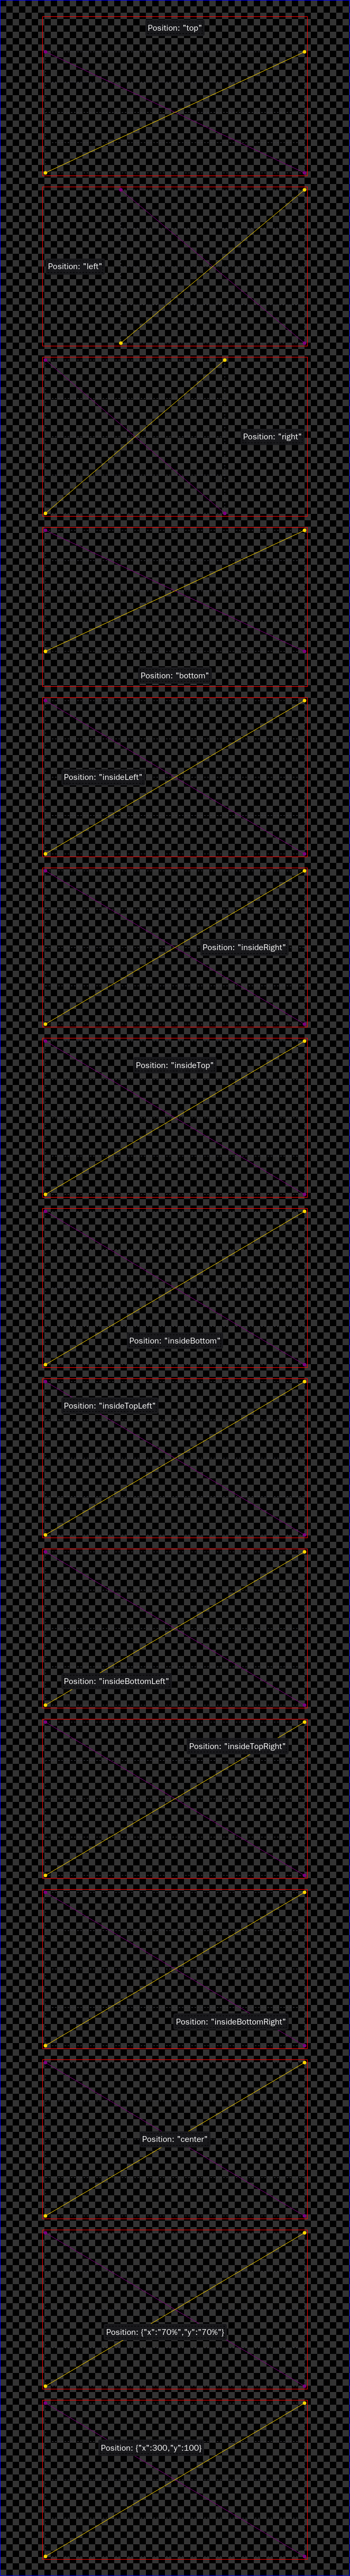 Position: "top"
Position: "left"
Position: "right"
Position: "bottom"
Position: "insideLeft"
Position: "insideRight"
Position: "insideTop"
Position: "insideBottom"
Position: "insideTopLeft"
Position: "insideBottomLeft"
Position: "insideTopRight"
Position: "insideBottomRight"
Position: "center"
Position: {"x":"70%","y":"70%"}
Position: {"x":300,"y":100}